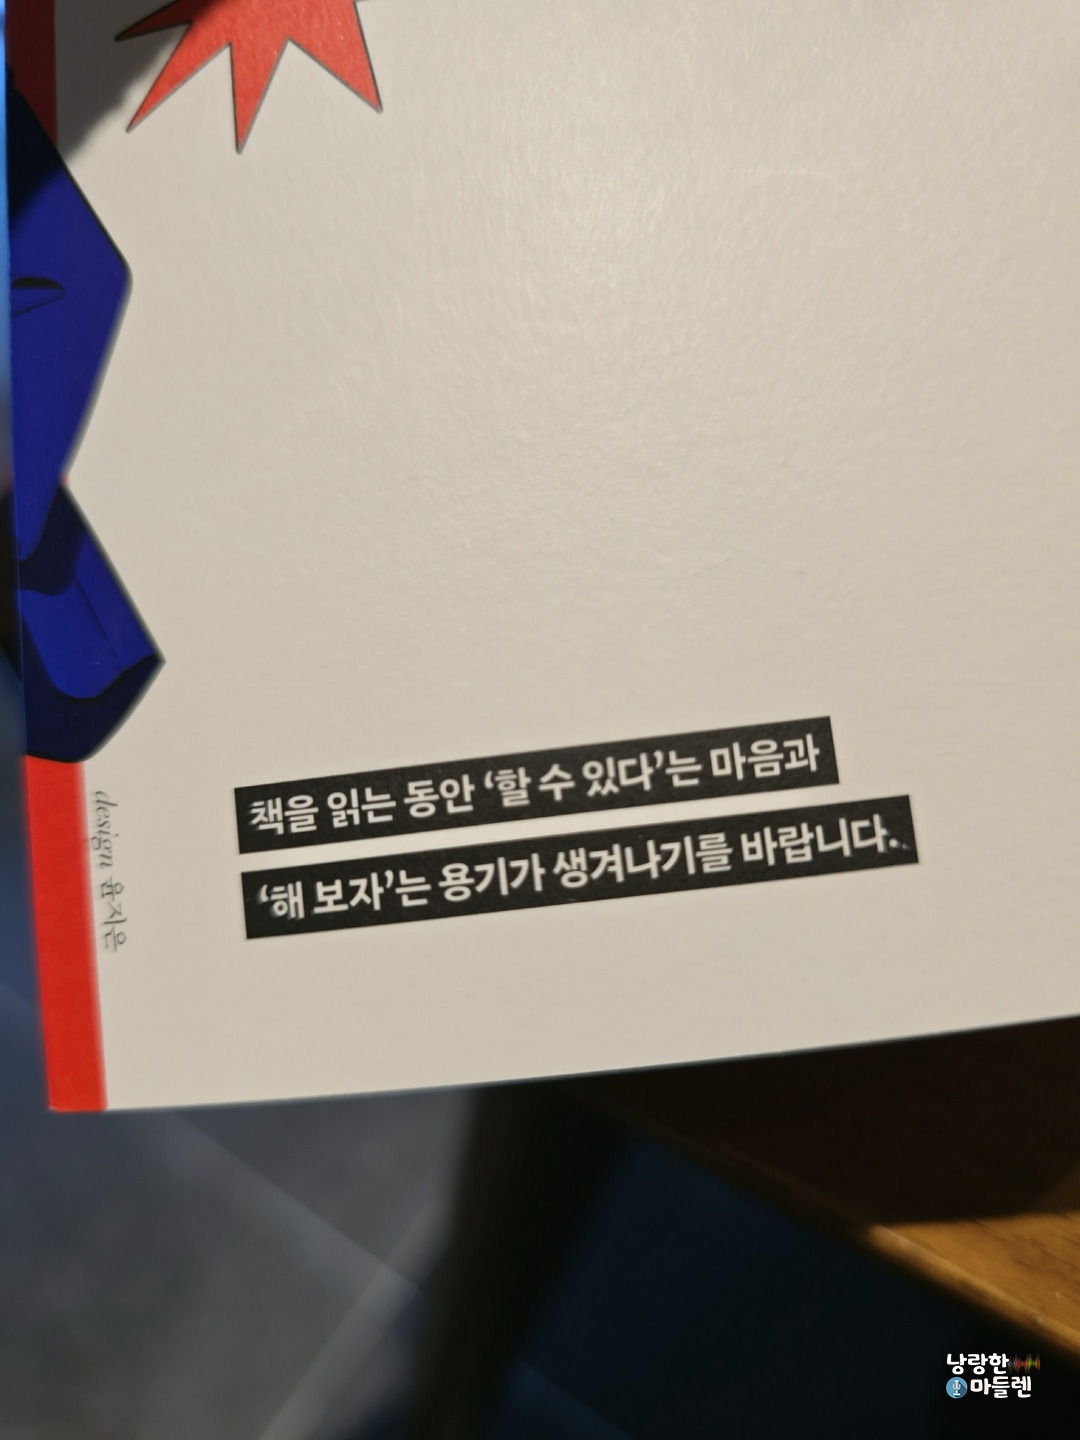 책을 읽는 동안 ‘할 수 있다’는 마음과
‘해 보자’는 용기가 생겨나기를 바랍니다.
design 윤지은
낭랑한
마들렌